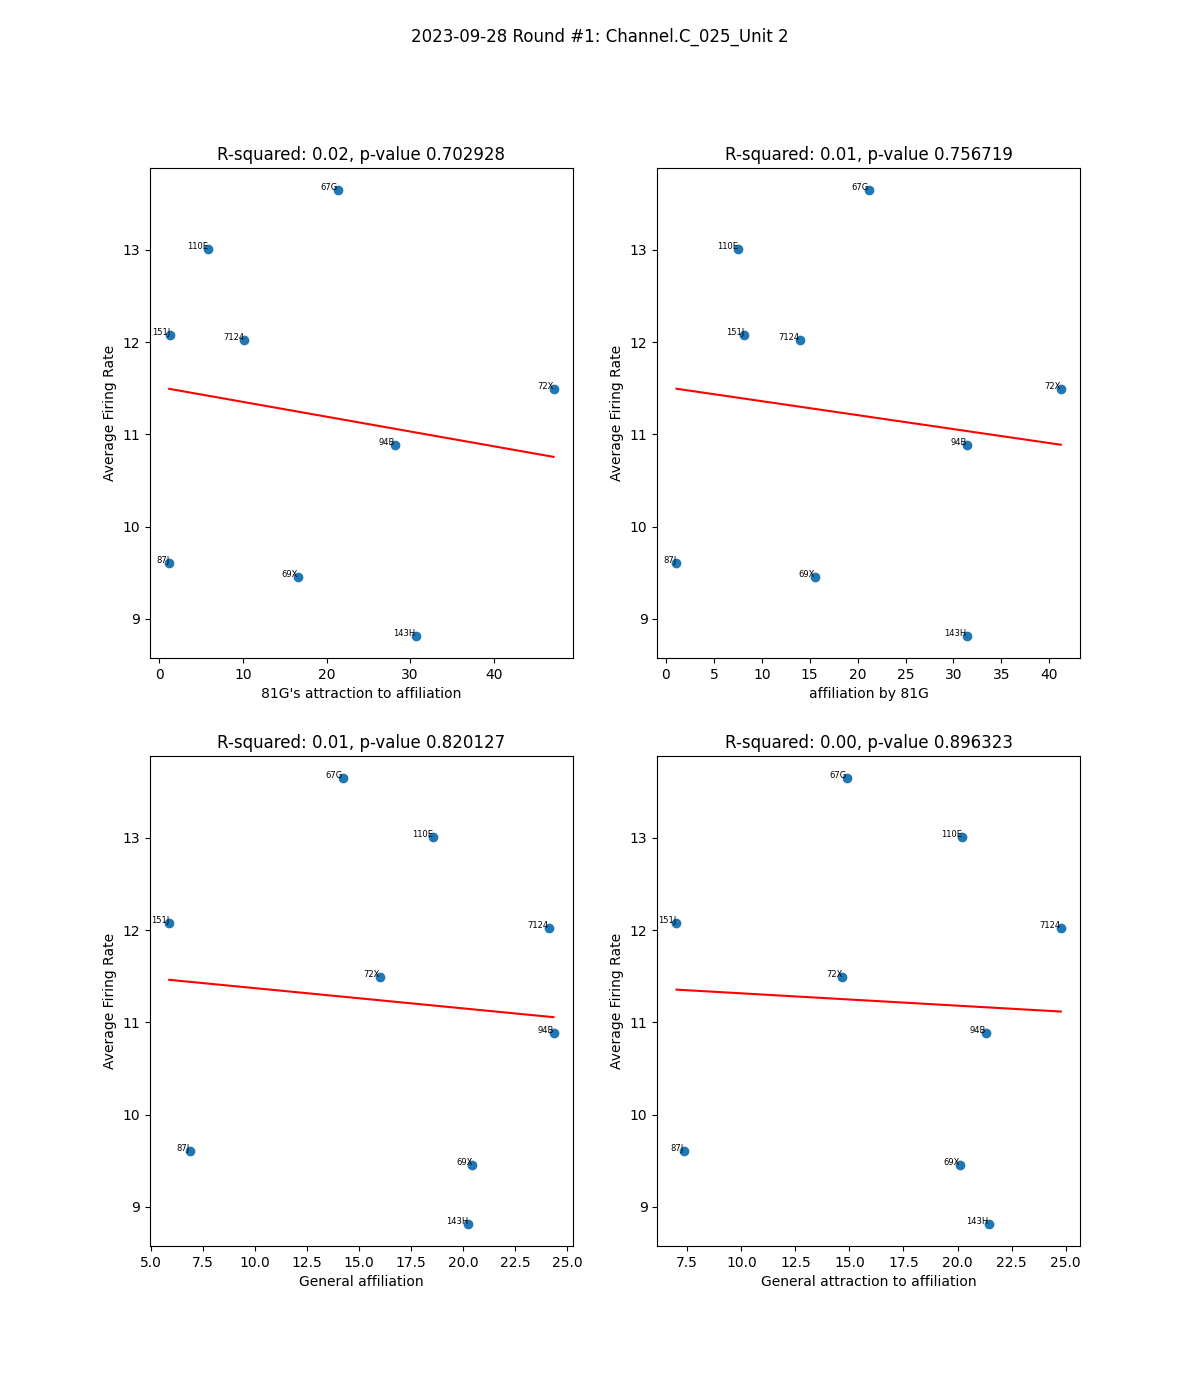 2023-09-28 Round #1: Channel.C_025_Unit 2
R-squared: 0.02, p-value 0.702928
67G
110E
151J
7124
72X
94B
87J
69X
143H
13
12
11
10
9
Average Firing Rate
0 10 20 30 40
81G's attraction to affiliation
R-squared: 0.01, p-value 0.756719
67G
110E
151J
7124
72X
94B
87J
69X
143H
13
12
11
10
9
Average Firing Rate
0 5 10 15 20 25 30 35 40
affiliation by 81G
R-squared: 0.01, p-value 0.820127
67G
110E
151J
7124
72X
94B
87J
69X
143H
13
12
11
10
9
Average Firing Rate
5.0 7.5 10.0 12.5 15.0 17.5 20.0 22.5 25.0
General affiliation
R-squared: 0.00, p-value 0.896323
67G
110E
151J
7124
72X
94B
87J
69X
143H
13
12
11
10
9
Average Firing Rate
7.5 10.0 12.5 15.0 17.5 20.0 22.5 25.0
General attraction to affiliation